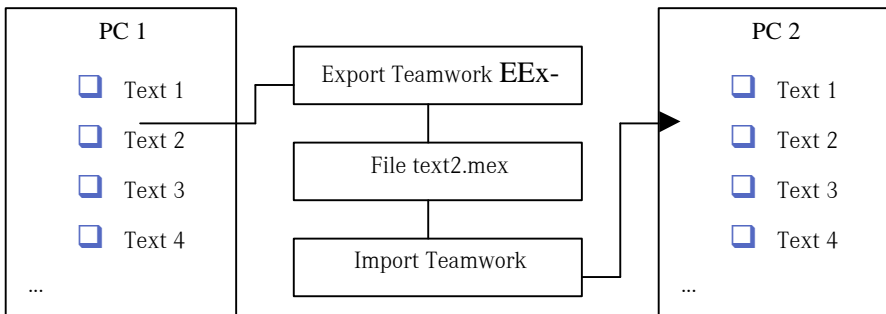 PC 1
Text 1
Text 2
Text 3
Text 4
...
Export Teamwork EEx-
File text2.mex
Import Teamwork
PC 2
Text 1
Text 2
Text 3
Text 4
...